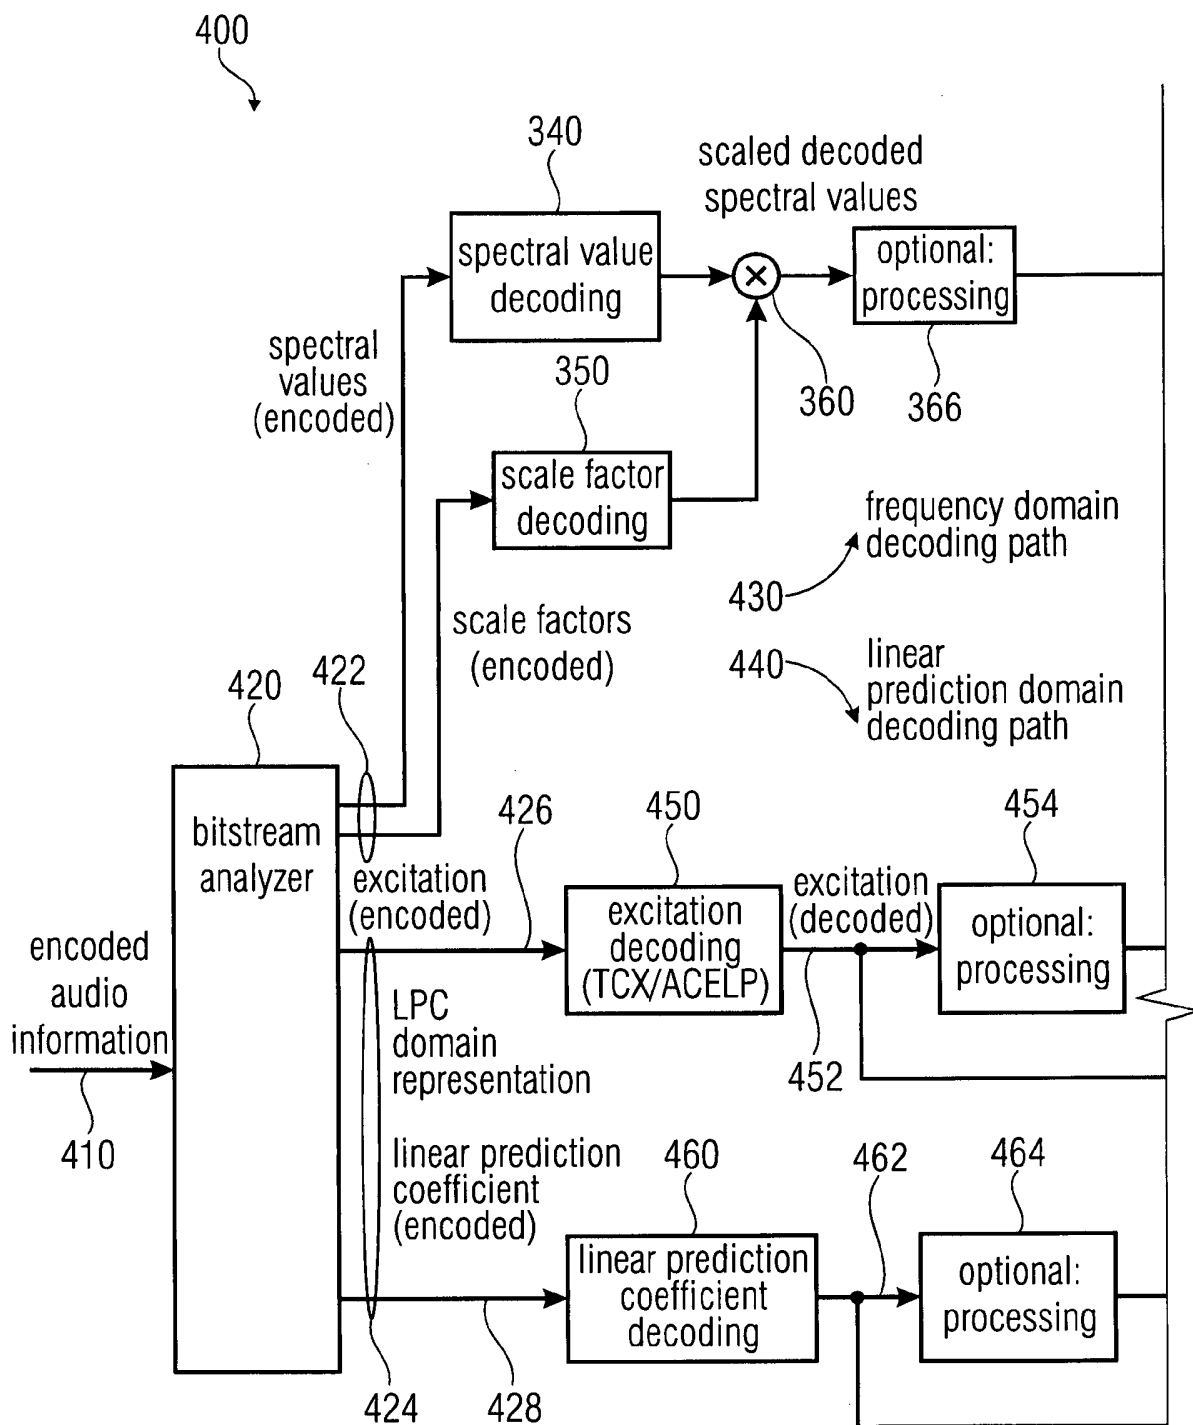 400
340
scaled decoded
spectral values
spectral value
decoding
×
optional:
processing
spectral
values
(encoded)
350
360
366
scale factor
decoding
frequency domain
decoding path
430
scale factors
(encoded)
linear
prediction domain
decoding path
440
420
422
bitstream
analyzer
426
450
454
excitation
(encoded)
excitation
decoding
(TCX/ACELP)
excitation
(decoded)
optional:
processing
encoded
audio
information
LPC
domain
representation
452
410
linear prediction
coefficient
(encoded)
460
462
464
linear prediction
coefficient
decoding
optional:
processing
424
428